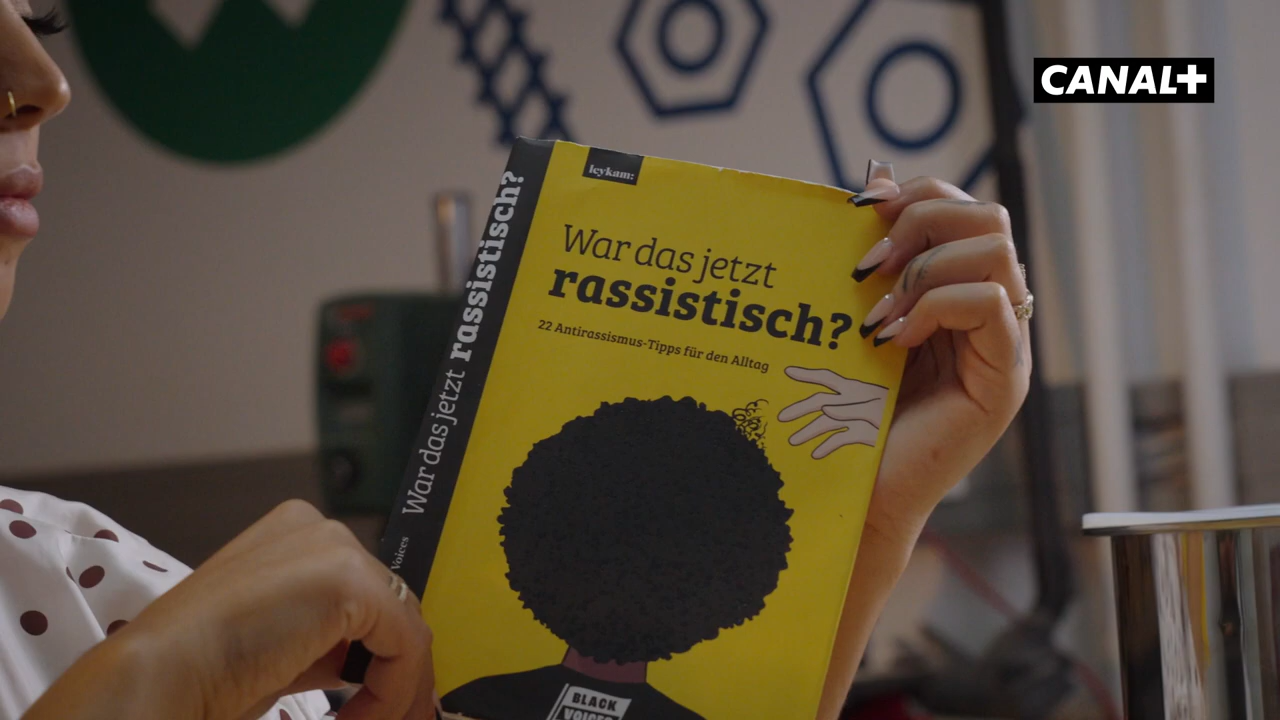 CANAL+
leykam:
War das jetzt
rassistisch?
22 Antirassismus-Tipps für den Alltag
BLACK
VOICES
War das jetzt rassistisch?
Voices